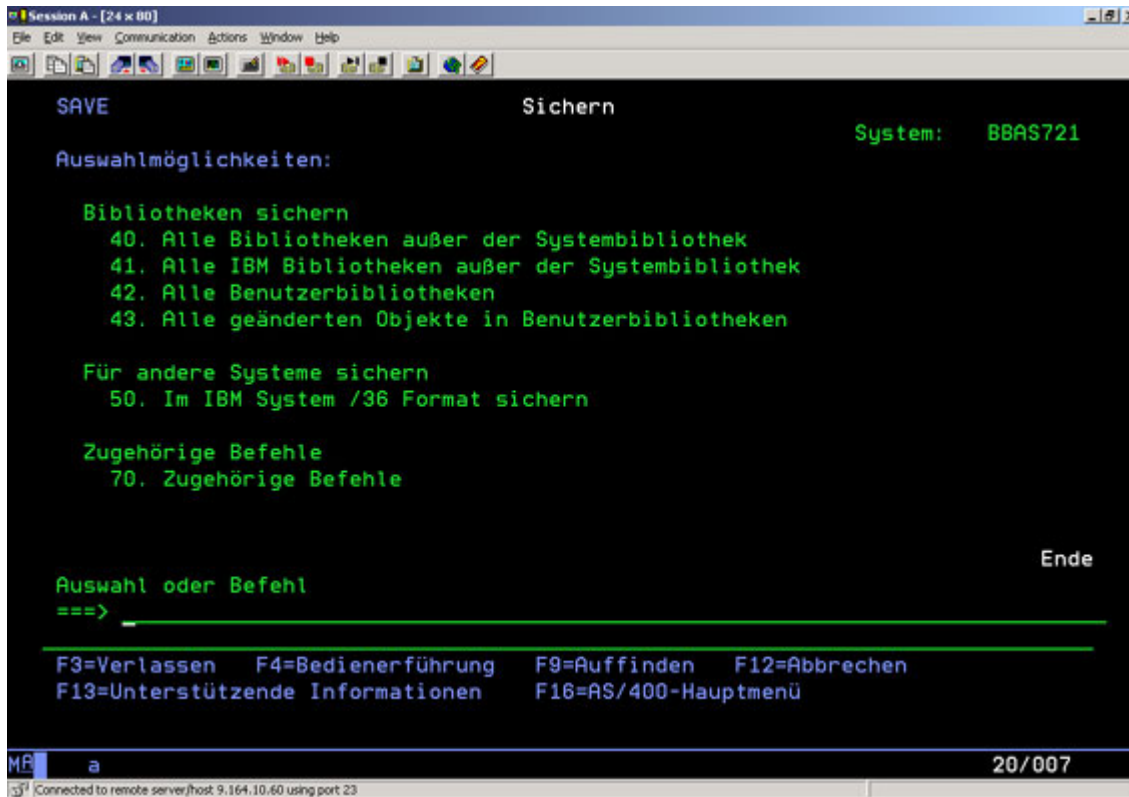 Session A - [24 x 80]
File Edit View Communication Actions Window Help
SAVE Sichern
System: BBAS721
Auswahlmöglichkeiten:
Bibliotheken sichern
40. Alle Bibliotheken außer der Systembibliothek
41. Alle IBM Bibliotheken außer der Systembibliothek
42. Alle Benutzerbibliotheken
43. Alle geänderten Objekte in Benutzerbibliotheken
Für andere Systeme sichern
50. Im IBM System /36 Format sichern
Zugehörige Befehle
70. Zugehörige Befehle
Ende
Auswahl oder Befehl
===>
F3=Verlassen F4=Bedienerführung F9=Auffinden F12=Abbrechen
F13=Unterstützende Informationen F16=AS/400-Hauptmenü
MA a 20/007
Connected to remote server/host 9.164.10.60 using port 23